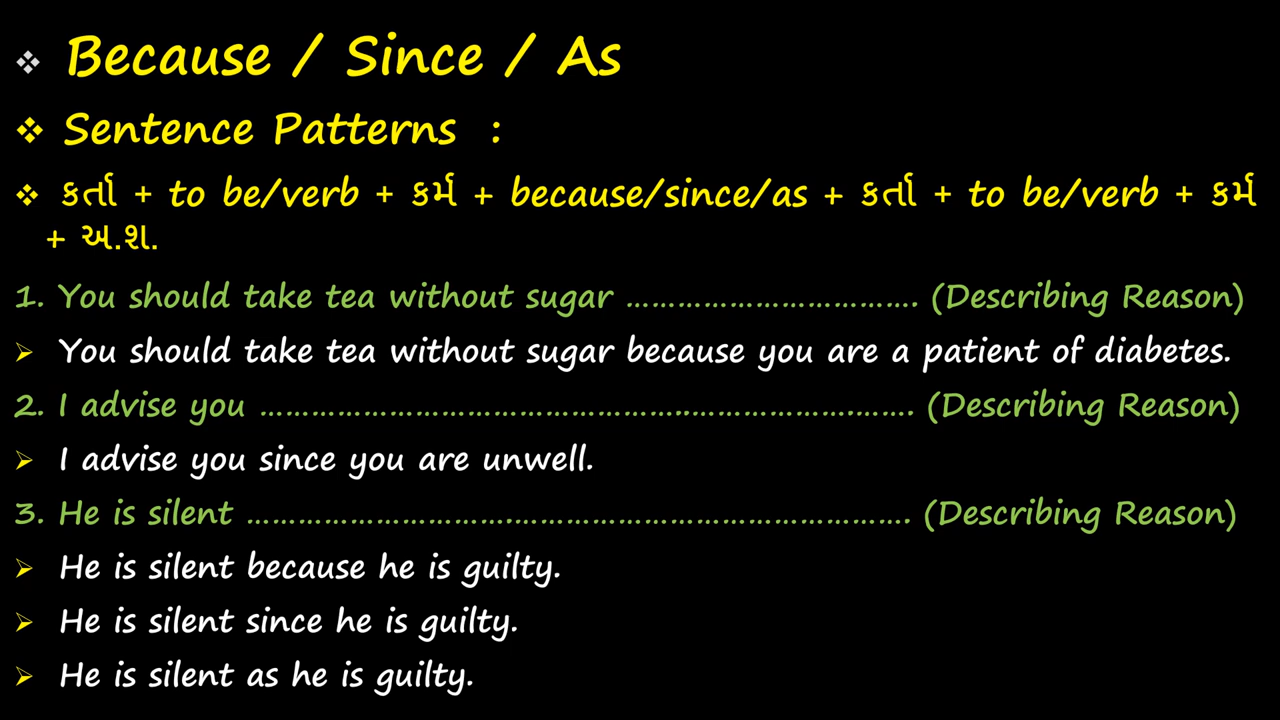 ❖ Because / Since / As
❖ Sentence Patterns :
❖ કર્તા + to be/verb + કર્મ + because/since/as + કર્તા + to be/verb + કર્મ
+ અ.શ.
1. You should take tea without sugar ……………………………. (Describing Reason)
➢ You should take tea without sugar because you are a patient of diabetes.
2. I advise you …………………………………………..……………….……. (Describing Reason)
➢ I advise you since you are unwell.
3. He is silent ………………………….………………………………………. (Describing Reason)
➢ He is silent because he is guilty.
➢ He is silent since he is guilty.
➢ He is silent as he is guilty.